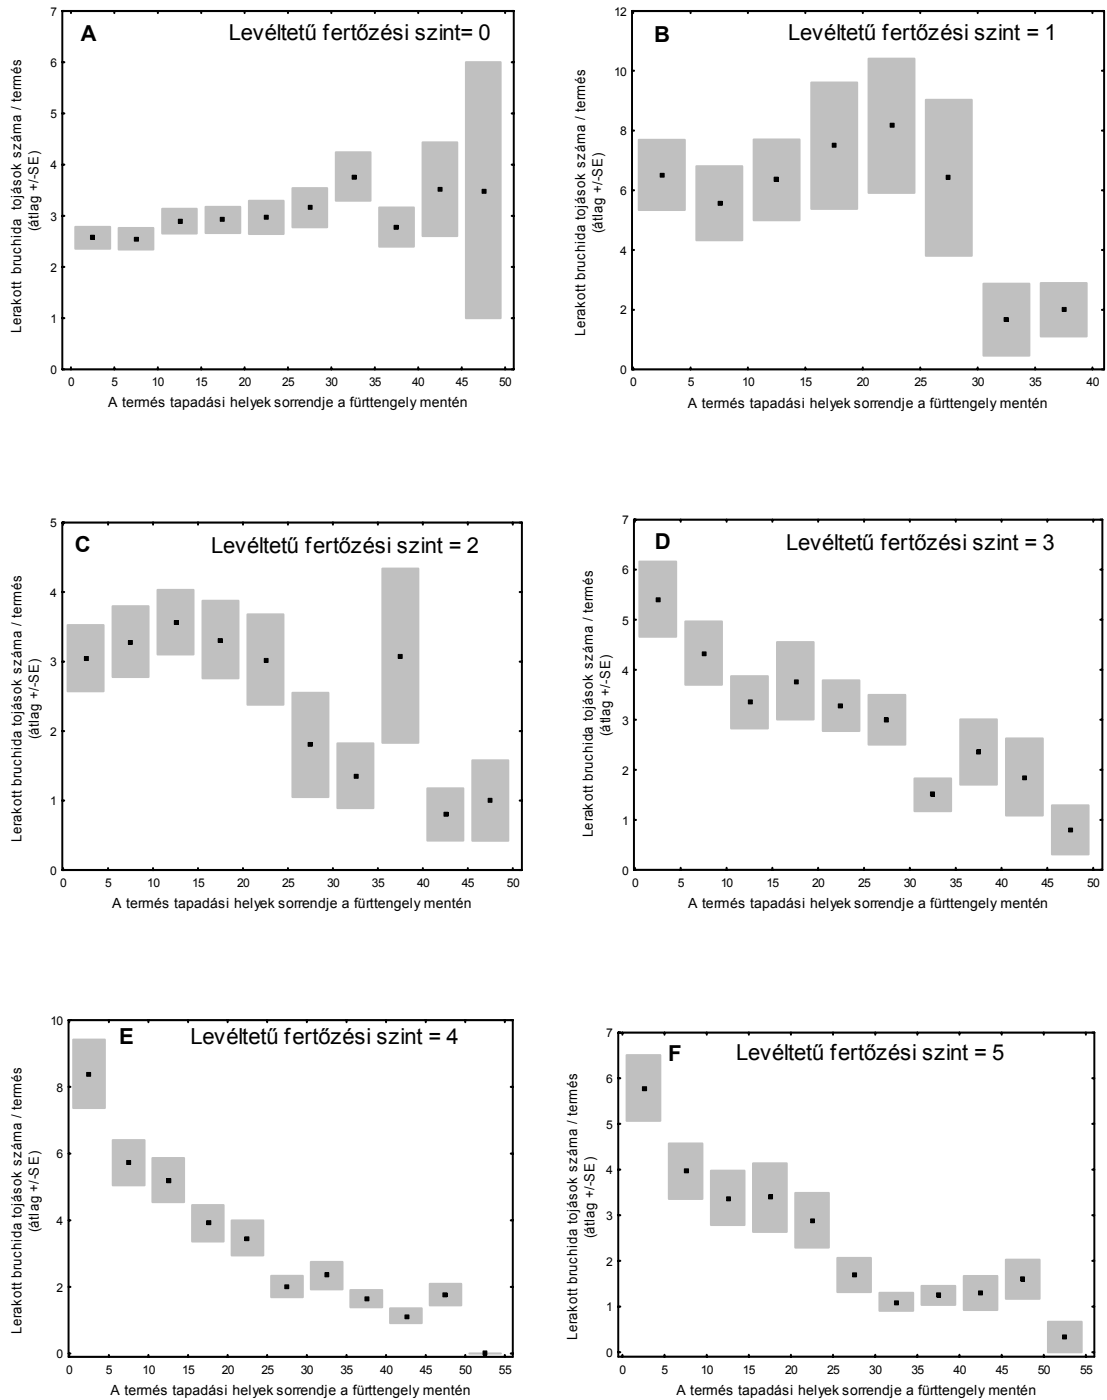 A
Levéltetű fertőzési szint= 0
Lerakott bruchida tojások száma / termés
(átlag +/-SE)
7
6
5
4
3
2
1
0
0 5 10 15 20 25 30 35 40 45 50
A termés tapadási helyek sorrendje a fürttengely mentén
B
Levéltetű fertőzési szint = 1
Lerakott bruchida tojások száma / termés
(átlag +/-SE)
12
10
8
6
4
2
0
0 5 10 15 20 25 30 35 40
A termés tapadási helyek sorrendje a fürttengely mentén
C
Levéltetű fertőzési szint = 2
Lerakott bruchida tojások száma / termés
(átlag +/-SE)
5
4
3
2
1
0
0 5 10 15 20 25 30 35 40 45 50
A termés tapadási helyek sorrendje a fürttengely mentén
D
Levéltetű fertőzési szint = 3
Lerakott bruchida tojások száma / termés
(átlag +/-SE)
7
6
5
4
3
2
1
0
0 5 10 15 20 25 30 35 40 45 50
A termés tapadási helyek sorrendje a fürttengely mentén
E
Levéltetű fertőzési szint = 4
Lerakott bruchida tojások száma / termés
(átlag +/-SE)
10
8
6
4
2
0
0 5 10 15 20 25 30 35 40 45 50 55
A termés tapadási helyek sorrendje a fürttengely mentén
F
Levéltetű fertőzési szint = 5
Lerakott bruchida tojások száma / termés
(átlag +/-SE)
7
6
5
4
3
2
1
0
0 5 10 15 20 25 30 35 40 45 50 55
A termés tapadási helyek sorrendje a fürttengely mentén